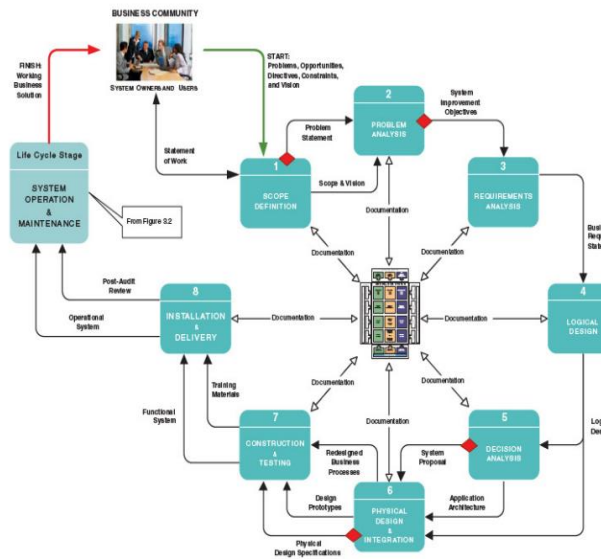 BUSINESS COMMUNITY
SYSTEM OWNERS AND USERS
FINISH:
Working
Business
Solution
START:
Problems, Opportunities,
Directives, Constraints,
and Vision
Statement
of Work
Problem
Statement
Scope & Vision
1
SCOPE
DEFINITION
2
PROBLEM
ANALYSIS
System
Improvement
Objectives
3
REQUIREMENTS
ANALYSIS
Life Cycle Stage
SYSTEM
OPERATION
&
MAINTENANCE
From Figure 3.2
Documentation
Documentation
Documentation
Busi
Requi
State
4
LOGICAL
DESIGN
Documentation
Documentation
8
INSTALLATION
&
DELIVERY
Post-Audit
Review
Operational
System
Documentation
Documentation
Documentation
Functional
System
Training
Materials
7
CONSTRUCTION
&
TESTING
Redesigned
Business
Processes
System
Proposal
5
DECISION
ANALYSIS
Design
Prototypes
6
PHYSICAL
DESIGN
&
INTEGRATION
Application
Architecture
Physical
Design Specifications